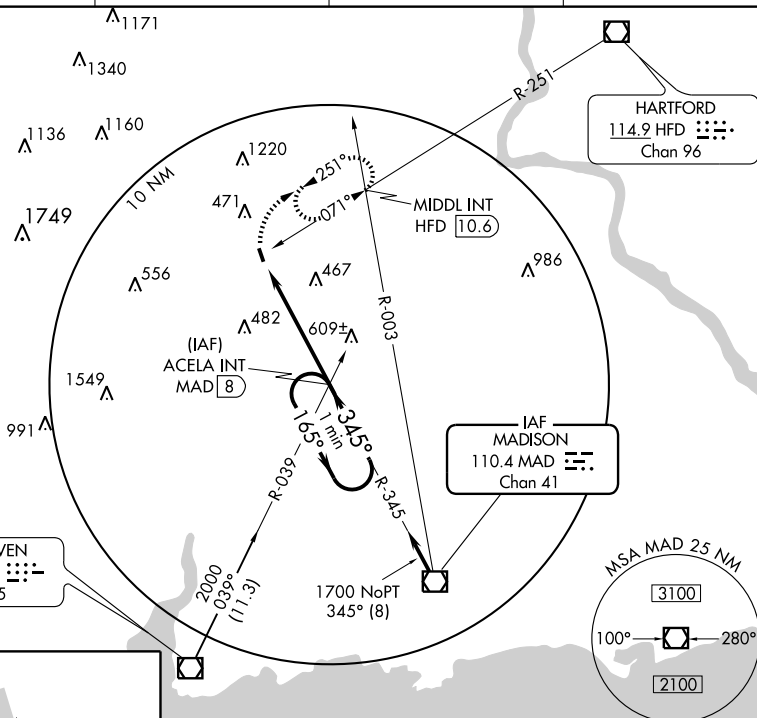 1171
1340
R-251
HARTFORD
114.9 HFD
Chan 96
1136
1160
1220
251°
10 NM
471
071°
MIDDL INT
HFD 10.6
1749
556
467
986
R-003
482
609±
(IAF)
ACELA INT
MAD 8
1549
991
345°
1 min
165°
IAF
MADISON
110.4 MAD
Chan 41
R-039
R-345
VEN
5
2000
039°
(11.3)
1700 NoPT
345° (8)
MSA MAD 25 NM
3100
100°
280°
2100